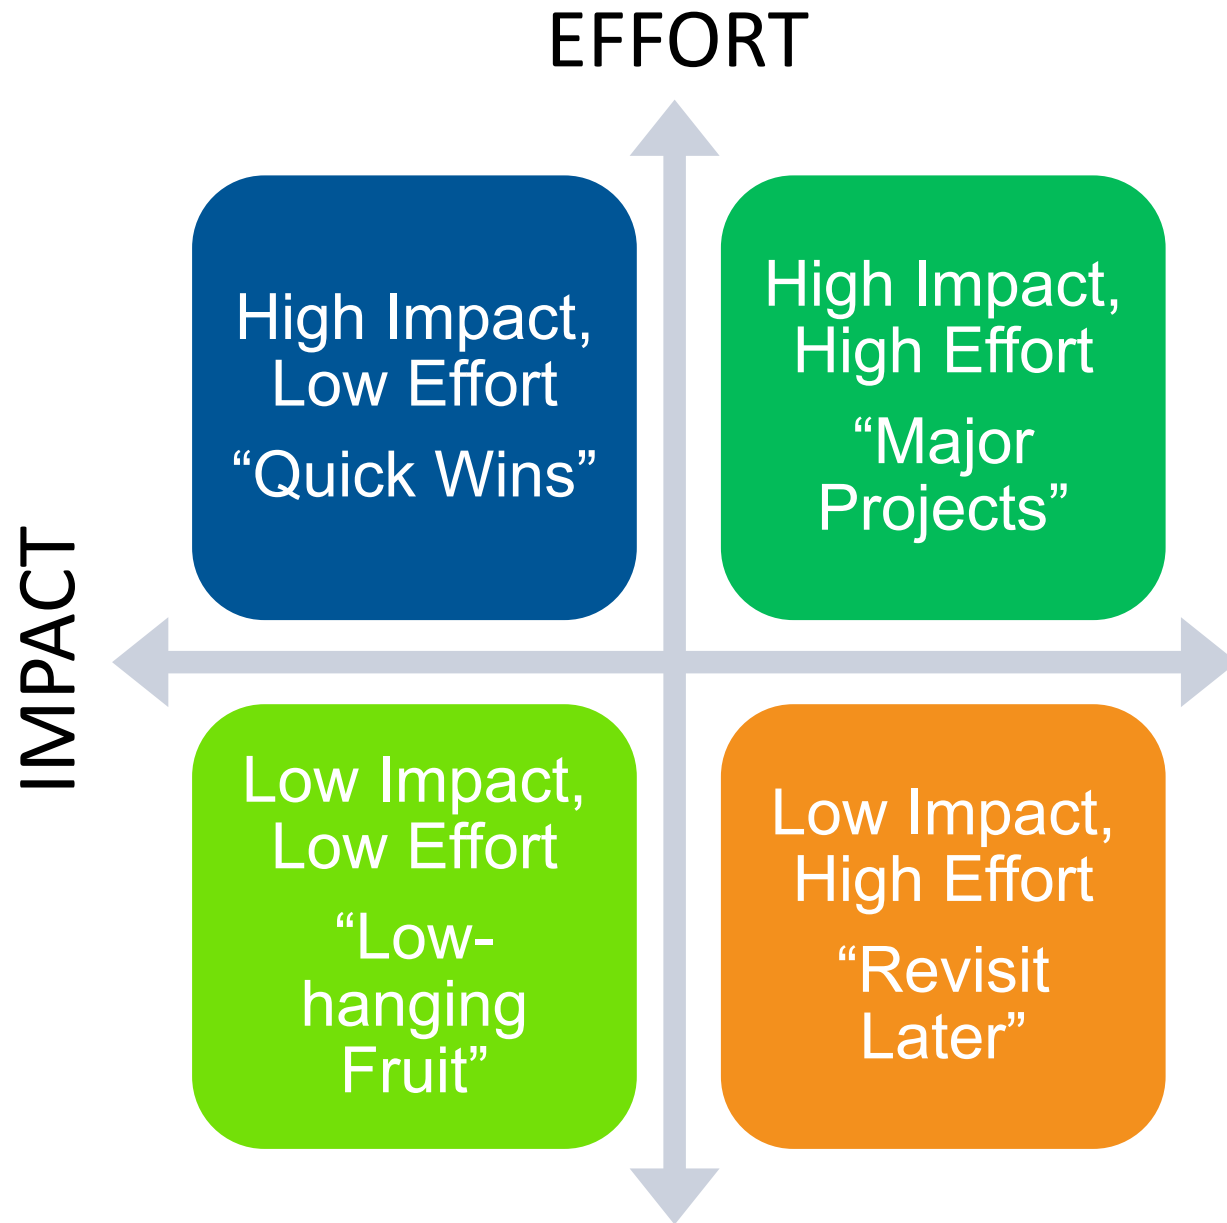 EFFORT
IMPACT
High Impact,
Low Effort
“Quick Wins”
High Impact,
High Effort
“Major
Projects”
Low Impact,
Low Effort
“Low-
hanging
Fruit”
Low Impact,
High Effort
“Revisit
Later”